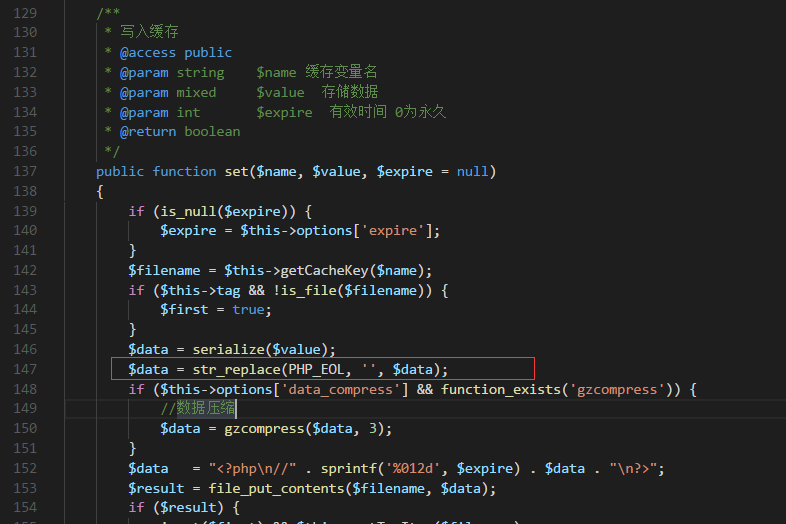 129 /**
130 * 写入缓存
131 * @access public
132 * @param string $name 缓存变量名
133 * @param mixed $value 存储数据
134 * @param int $expire 有效时间 0为永久
135 * @return boolean
136 */
137 public function set($name, $value, $expire = null)
138 {
139 if (is_null($expire)) {
140 $expire = $this->options['expire'];
141 }
142 $filename = $this->getCacheKey($name);
143 if ($this->tag && !is_file($filename)) {
144 $first = true;
145 }
146 $data = serialize($value);
147 $data = str_replace(PHP_EOL, '', $data);
148 if ($this->options['data_compress'] && function_exists('gzcompress')) {
149 //数据压缩
150 $data = gzcompress($data, 3);
151 }
152 $data = "<?php\n//" . sprintf('%012d', $expire) . $data . "\n?>";
153 $result = file_put_contents($filename, $data);
154 if ($result) {